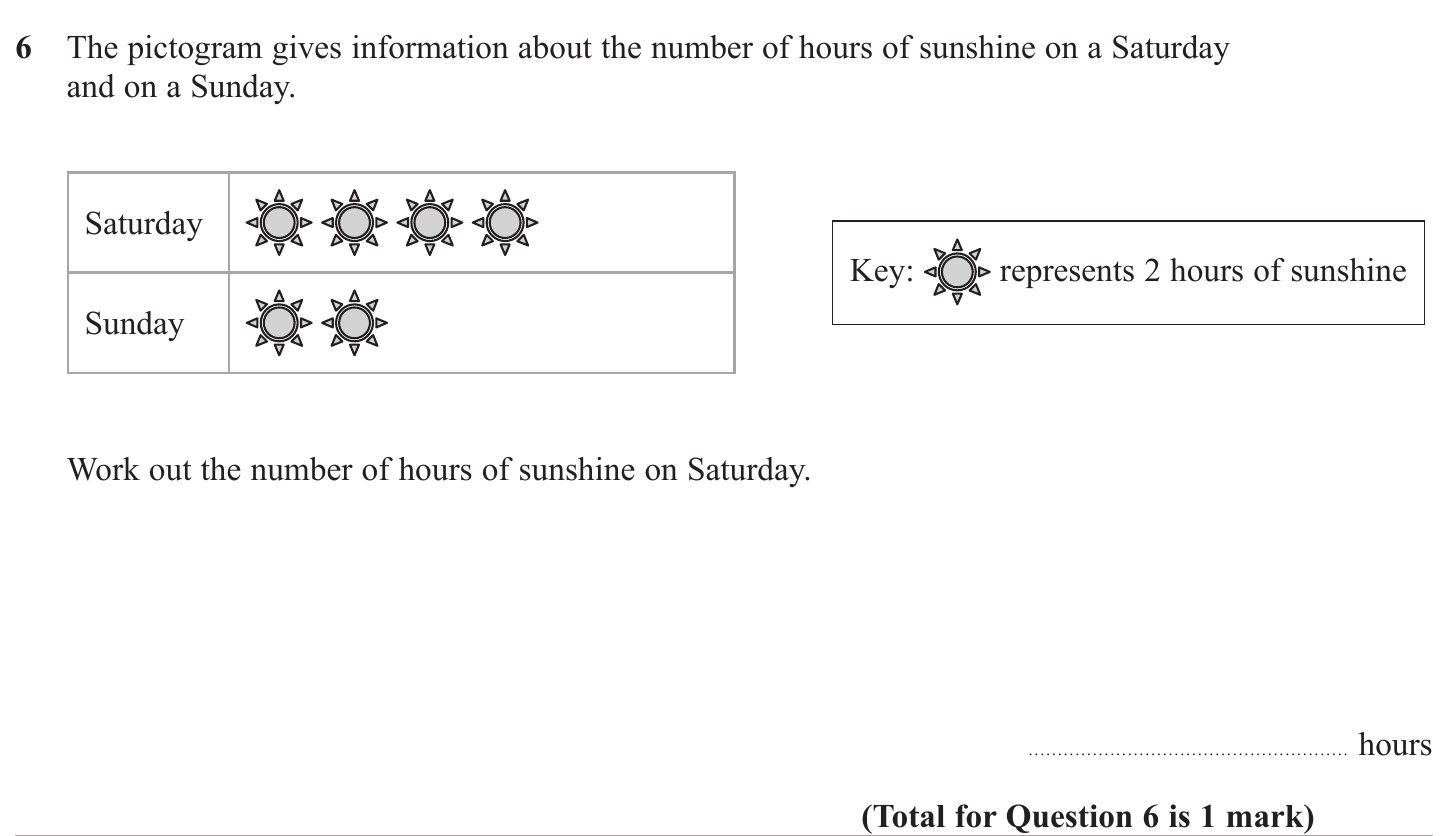 6 The pictogram gives information about the number of hours of sunshine on a Saturday
and on a Sunday.
Saturday
Sunday
Key: represents 2 hours of sunshine
Work out the number of hours of sunshine on Saturday.
........................................................ hours
(Total for Question 6 is 1 mark)